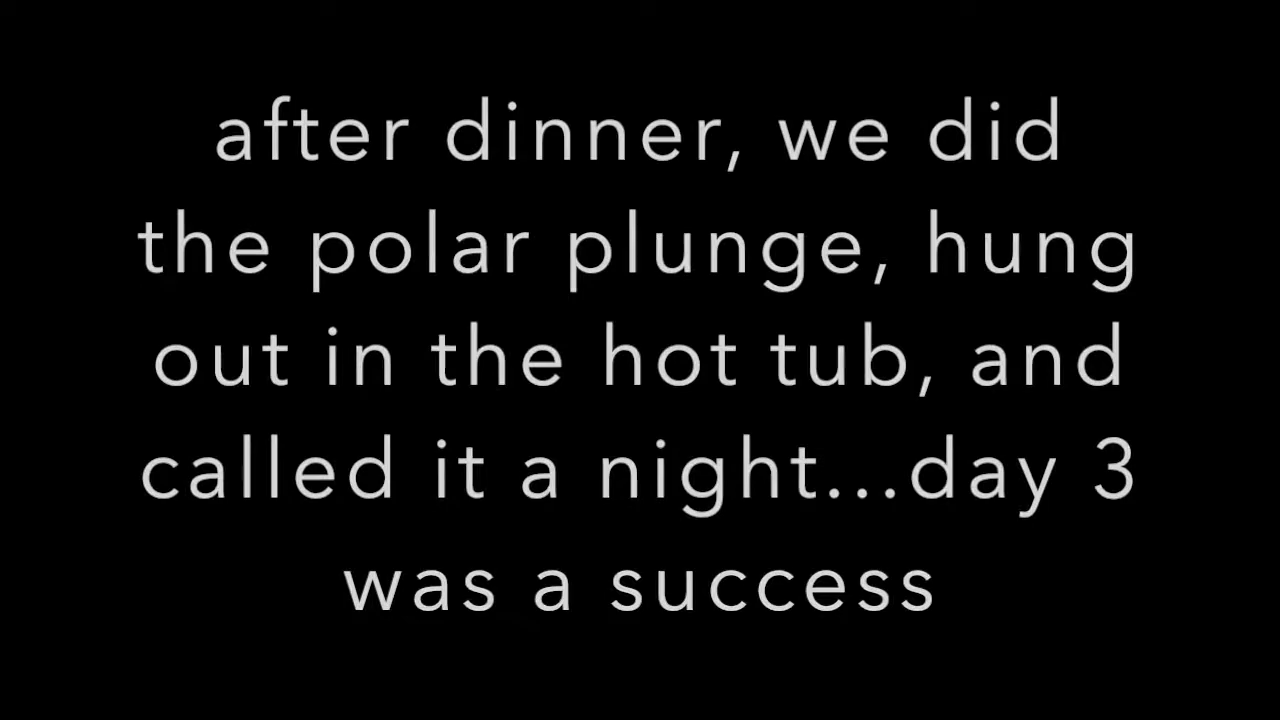 after dinner, we did
the polar plunge, hung
out in the hot tub, and
called it a night...day 3
was a success